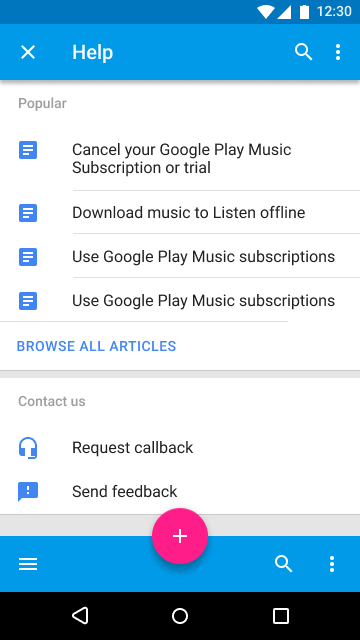 12:30
Help
Popular
Cancel your Google Play Music
Subscription or trial
Download music to Listen offline
Use Google Play Music subscriptions
Use Google Play Music subscriptions
BROWSE ALL ARTICLES
Contact us
Request callback
Send feedback